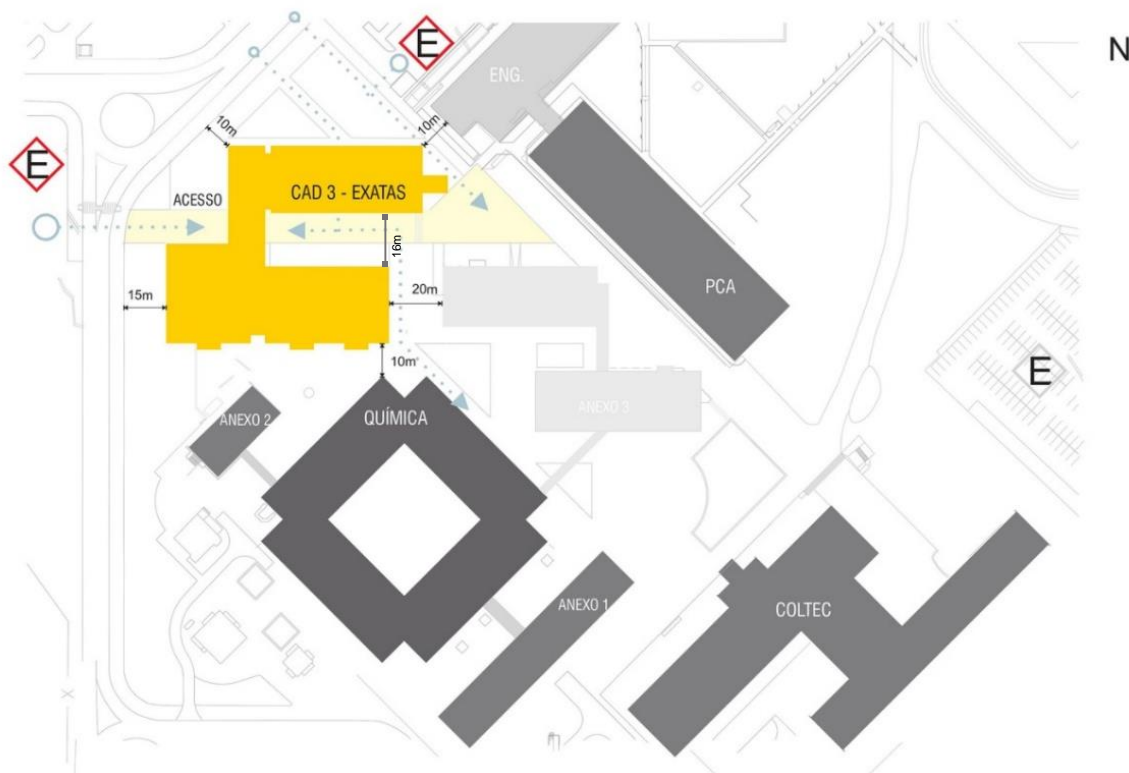 E
N
ENG.
10m
10m
E
ACESSO
CAD 3 - EXATAS
16m
PCA
15m
20m
10m
E
ANEXO 2
QUÍMICA
ANEXO 3
ANEXO 1
COLTEC